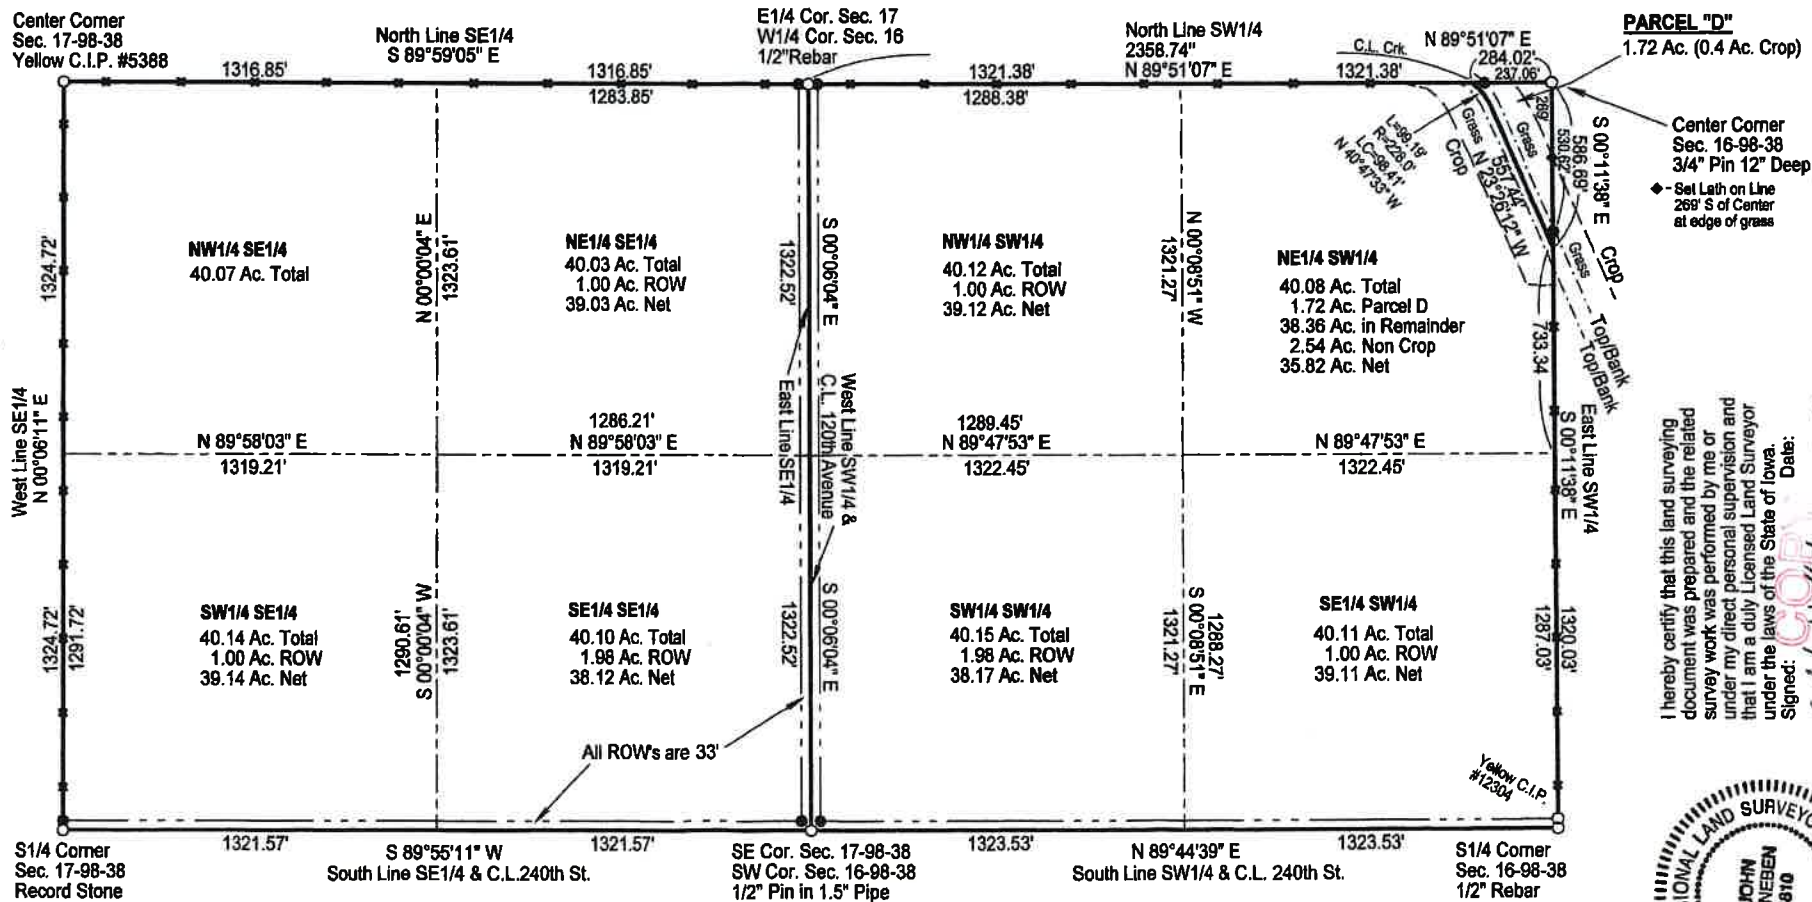 Center Corner
Sec. 17-98-38
Yellow C.I.P. #5388
North Line SE1/4
S 89°59'05" E
E1/4 Cor. Sec. 17
W1/4 Cor. Sec. 16
1/2"Rebar
North Line SW1/4
2358.74"
N 89°51'07" E
C.L. Crk.
N 89°51'07" E
284.02'
237.06'
PARCEL "D"
1.72 Ac. (0.4 Ac. Crop)
1316.85'
1316.85'
1283.85'
1321.38'
1288.38'
1321.38'
Center Corner
Sec. 16-98-38
3/4" Pin 12" Deep
- Set Lath on Line
269' S of Center
at edge of grass
L=99.19'
R=228.0'
LC=98.41'
N 40°47'33" W
Crop
Grass
N 23°26'12" W
557.44'
Grass
269'
530.62'
586.69'
S 00°11'38" E
Grass
Crop
Top/Bank
Top/Bank
733.34
West Line SE1/4
N 00°06'11" E
1324.72'
NW1/4 SE1/4
40.07 Ac. Total
N 00°00'04" E
1323.61'
NE1/4 SE1/4
40.03 Ac. Total
1.00 Ac. ROW
39.03 Ac. Net
1322.52'
S 00°06'04" E
East Line SE1/4
C.L. 120th Avenue
West Line SW1/4 &
NW1/4 SW1/4
40.12 Ac. Total
1.00 Ac. ROW
39.12 Ac. Net
1321.27'
N 00°08'51" W
NE1/4 SW1/4
40.08 Ac. Total
1.72 Ac. Parcel D
38.36 Ac. in Remainder
2.54 Ac. Non Crop
35.82 Ac. Net
East Line SW1/4
S 00°11'38" E
N 89°58'03" E
1319.21'
1286.21'
N 89°58'03" E
1319.21'
1289.45'
N 89°47'53" E
1322.45'
N 89°47'53" E
1322.45'
1324.72'
1291.72'
SW1/4 SE1/4
40.14 Ac. Total
1.00 Ac. ROW
39.14 Ac. Net
1290.61'
S 00°00'04" W
1323.61'
SE1/4 SE1/4
40.10 Ac. Total
1.98 Ac. ROW
38.12 Ac. Net
1322.52'
S 00°06'04" E
SW1/4 SW1/4
40.15 Ac. Total
1.98 Ac. ROW
38.17 Ac. Net
1321.27'
S 00°08'51" E
1288.27'
SE1/4 SW1/4
40.11 Ac. Total
1.00 Ac. ROW
39.11 Ac. Net
1287.03'
1320.03'
All ROW's are 33'
Yellow C.I.P.
#12304
S1/4 Corner
Sec. 17-98-38
Record Stone
1321.57'
S 89°55'11" W
1321.57'
South Line SE1/4 & C.L.240th St.
SE Cor. Sec. 17-98-38
SW Cor. Sec. 16-98-38
1/2" Pin in 1.5" Pipe
1323.53'
N 89°44'39" E
1323.53'
South Line SW1/4 & C.L. 240th St.
S1/4 Corner
Sec. 16-98-38
1/2" Rebar
I hereby certify that this land surveying
document was prepared and the related
survey work was performed by me or
under my direct personal supervision and
that I am a duly Licensed Land Surveyor
under the laws of the State of Iowa.
Signed: Date:
COP
LAND
JOHN